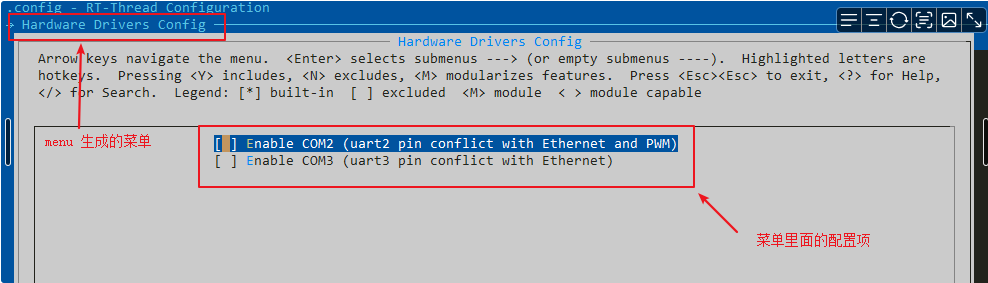 .config - RT-Thread Configuration
→ Hardware Drivers Config
Hardware Drivers Config
Arrow keys navigate the menu.  <Enter> selects submenus ---> (or empty submenus ----).  Highlighted letters are
hotkeys.  Pressing <Y> includes, <N> excludes, <M> modularizes features.  Press <Esc><Esc> to exit, <?> for Help,
</> for Search.  Legend: [*] built-in  [ ] excluded  <M> module  < > module capable
menu 生成的菜单
[ ] Enable COM2 (uart2 pin conflict with Ethernet and PWM)
[ ] Enable COM3 (uart3 pin conflict with Ethernet)
菜单里面的配置项